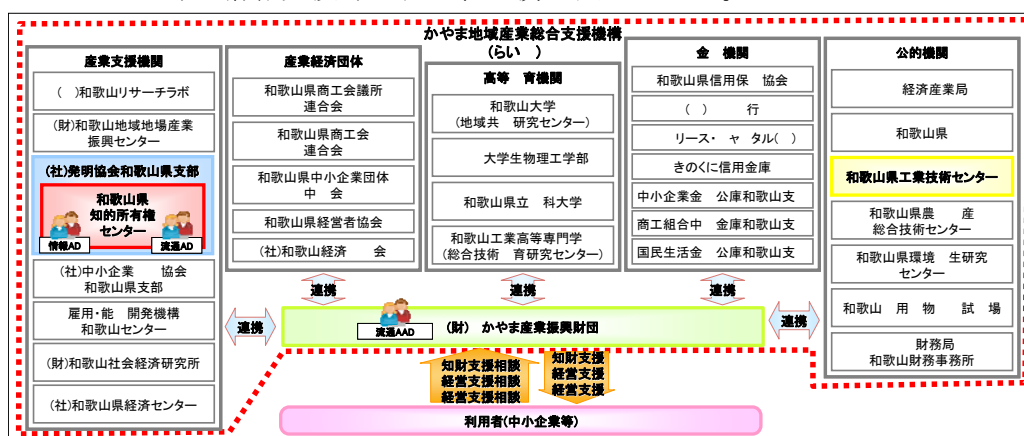 かやま地域産業総合支援機構
(らい　)
産業支援機関
(　)和歌山リサーチラボ
(財)和歌山地域地場産業
振興センター
(社)発明協会和歌山県支部
和歌山県
知的所有権
センター
情報AD
流通AD
(社)中小企業　　協会
和歌山県支部
雇用・能　開発機構
和歌山センター
(財)和歌山社会経済研究所
(社)和歌山県経済センター
産業経済団体
和歌山県商工会議所
連合会
和歌山県商工会
連合会
和歌山県中小企業団体
中　会
和歌山県経営者協会
(社)和歌山経済　　会
高等　育機関
和歌山大学
(地域共　研究センター)
大学生物理工学部
和歌山県立　科大学
和歌山工業高等専門学
(総合技術　育研究センター)
金　機関
和歌山県信用保　協会
(　)　　行
リース・　ャ　タル(　)
きのくに信用金庫
中小企業金　公庫和歌山支
商工組合中　金庫和歌山支
国民生活金　公庫和歌山支
公的機関
経済産業局
和歌山県
和歌山県工業技術センター
和歌山県農　　産
総合技術センター
和歌山県環境　生研究
センター
和歌山　用　物　　試　場
財務局
和歌山財務事務所
連携
連携
連携
連携
連携
流通AAD
(財)　かやま産業振興財団
知財支援相談
経営支援相談
経営支援相談
知財支援
経営支援
経営支援
利用者(中小企業等)